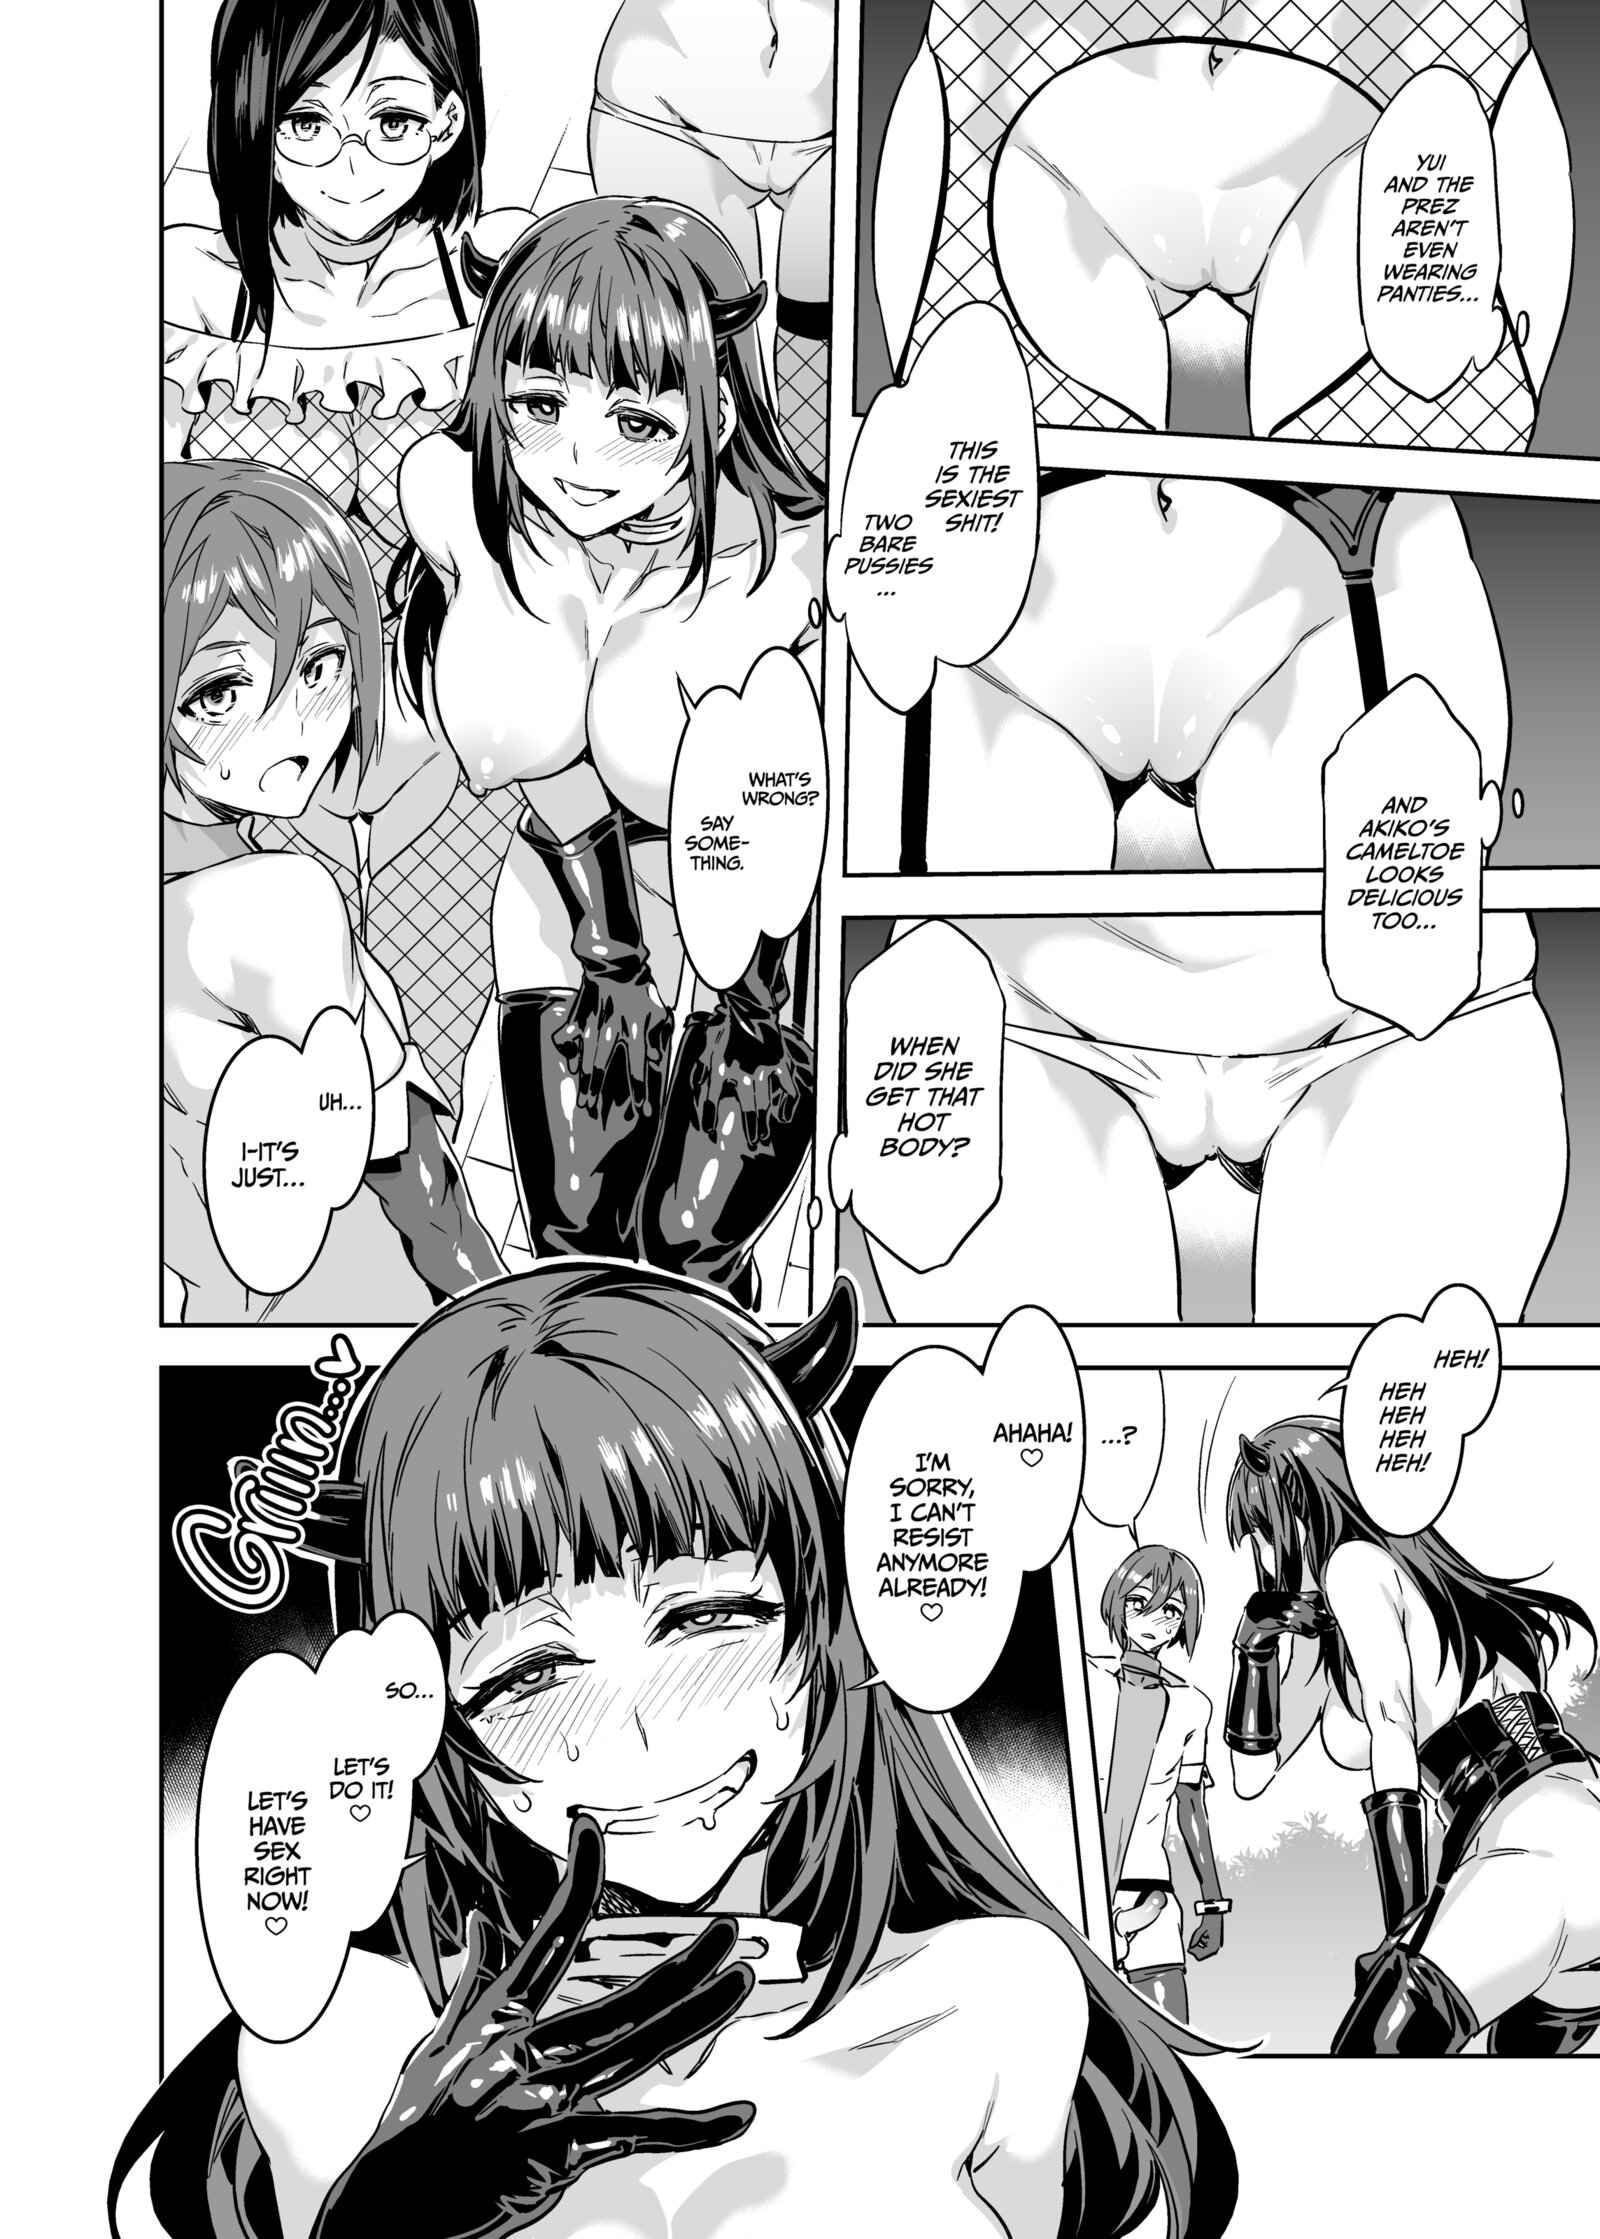 YUI
AND THE
PREZ
AREN'T
EVEN
WEARING
PANTIES...
THIS
IS THE
SEXIEST
SHIT!
TWO
BARE
PUSSIES
...
AND
AKIKO'S
CAMELTOE
LOOKS
DELICIOUS
TOO...
WHEN
DID SHE
GET THAT
HOT
BODY?
WHAT'S
WRONG?
SAY
SOME-
THING.
UH...
I-IT'S
JUST...
HEH!
HEH
HEH
HEH
HEH!
...?
AHAHA!
♡
I'M
SORRY,
I CAN'T
RESIST
ANYMORE
ALREADY!
♡
Griiin...♡
SO...
LET'S
DO IT!
♡
LET'S
HAVE
SEX
RIGHT
NOW!
♡